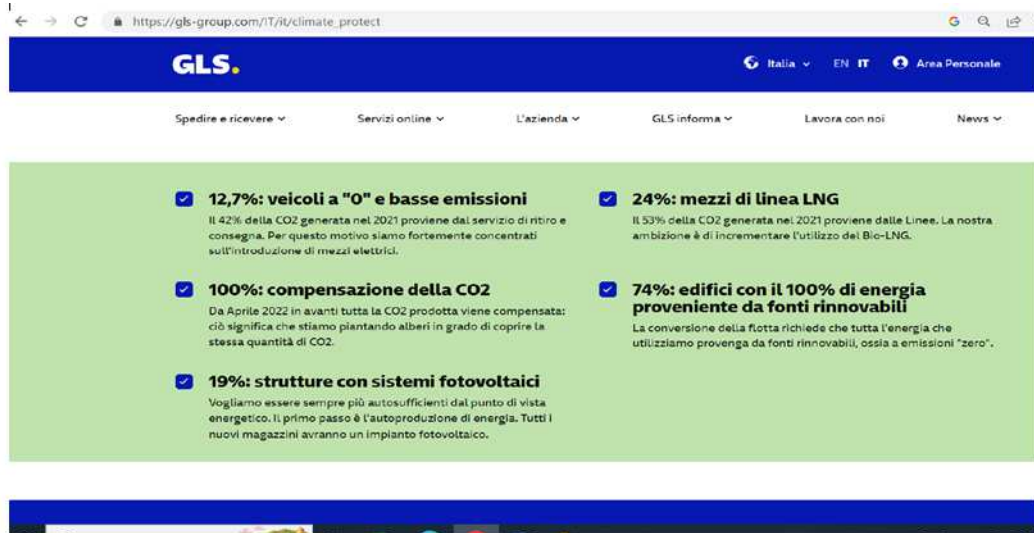 https://gls-group.com/IT/it/climate_protect
GLS.
Italia
EN IT
Area Personale
Spedire e ricevere
Servizi online
L'azienda
GLS informa
Lavora con noi
News
12,7%: veicoli a "0" e basse emissioni
Il 42% della CO2 generata nel 2021 proviene dal servizio di ritiro e
consegna. Per questo motivo siamo fortemente concentrati
sull'introduzione di mezzi elettrici.
24%: mezzi di linea LNG
Il 53% della CO2 generata nel 2021 proviene dalle Linee. La nostra
ambizione è di incrementare l'utilizzo del Bio-LNG.
100%: compensazione della CO2
Da Aprile 2022 in avanti tutta la CO2 prodotta viene compensata:
ciò significa che stiamo piantando alberi in grado di coprire la
stessa quantità di CO2.
74%: edifici con il 100% di energia
proveniente da fonti rinnovabili
La conversione della flotta richiede che tutta l'energia che
utilizziamo provenga da fonti rinnovabili, ossia a emissioni "zero".
19%: strutture con sistemi fotovoltaici
Vogliamo essere sempre più autosufficienti dal punto di vista
energetico. Il primo passo è l'autoproduzione di energia. Tutti i
nuovi magazzini avranno un impianto fotovoltaico.